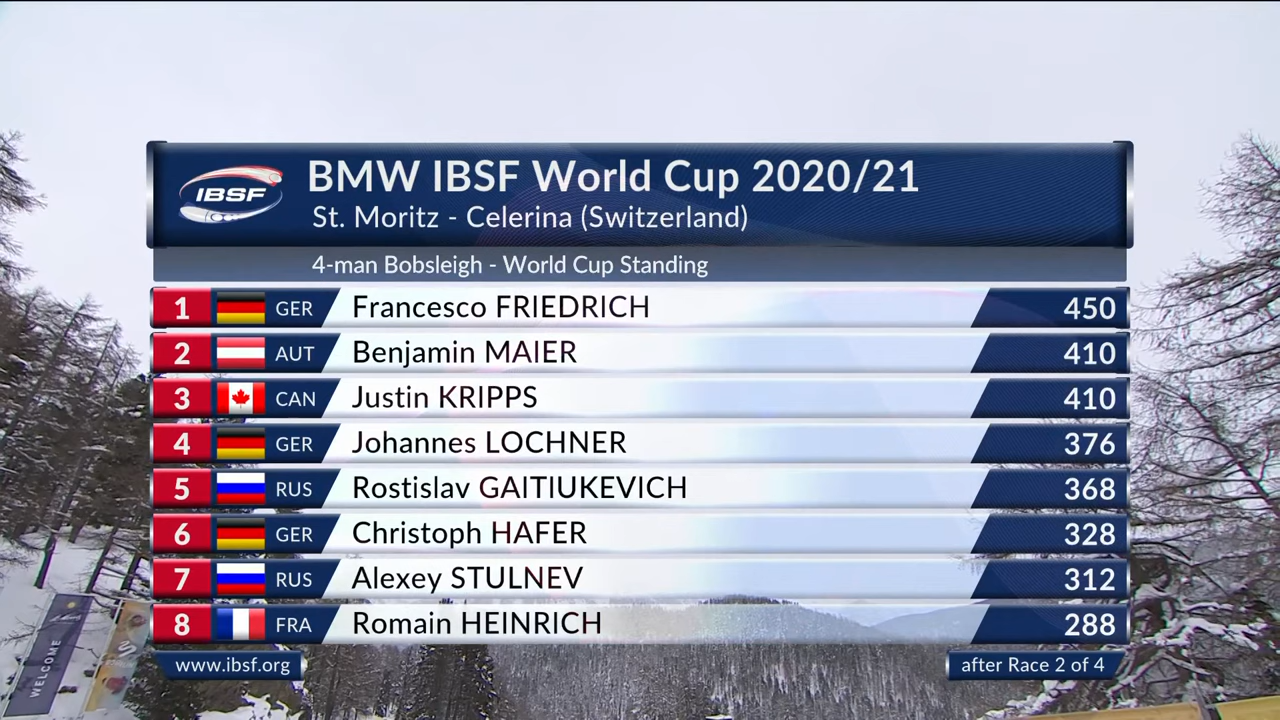 IBSF
BMW IBSF World Cup 2020/21
St. Moritz - Celerina (Switzerland)
4-man Bobsleigh - World Cup Standing
1 GER Francesco FRIEDRICH 450
2 AUT Benjamin MAIER 410
3 CAN Justin KRIPPS 410
4 GER Johannes LOCHNER 376
5 RUS Rostislav GAITIUKEVICH 368
6 GER Christoph HAFER 328
7 RUS Alexey STULNEV 312
8 FRA Romain HEINRICH 288
www.ibsf.org after Race 2 of 4
WELCOME